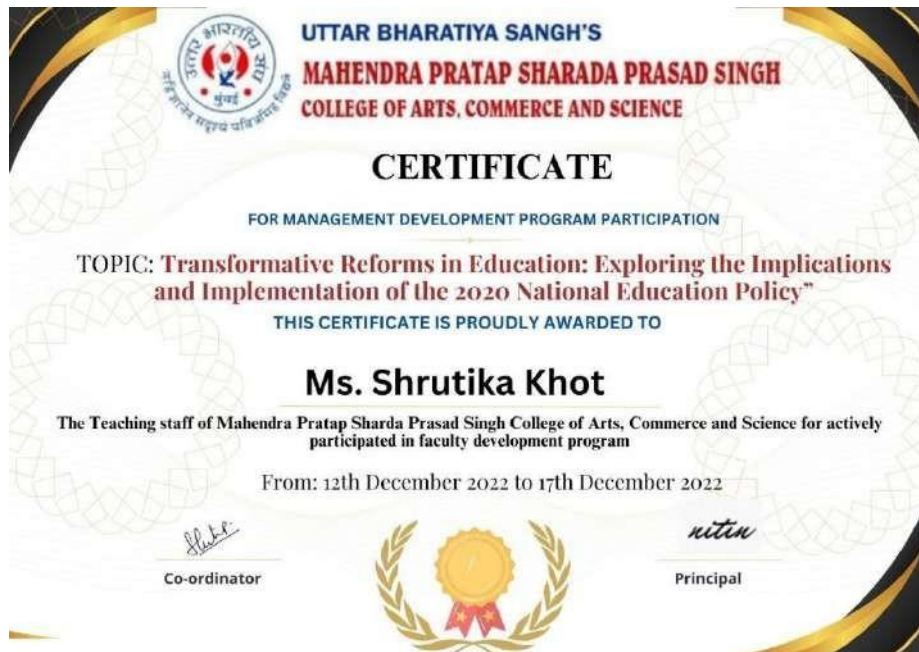 उत्तर भारतीय संघ
मुंबई
UTTAR BHARATIYA SANGH'S
MAHENDRA PRATAP SHARADA PRASAD SINGH
COLLEGE OF ARTS, COMMERCE AND SCIENCE
CERTIFICATE
FOR MANAGEMENT DEVELOPMENT PROGRAM PARTICIPATION
TOPIC: Transformative Reforms in Education: Exploring the Implications
and Implementation of the 2020 National Education Policy”
THIS CERTIFICATE IS PROUDLY AWARDED TO
Ms. Shrutika Khot
The Teaching staff of Mahendra Pratap Sharda Prasad Singh College of Arts, Commerce and Science for actively
participated in faculty development program
From: 12th December 2022 to 17th December 2022
nitin
Co-ordinator
Principal